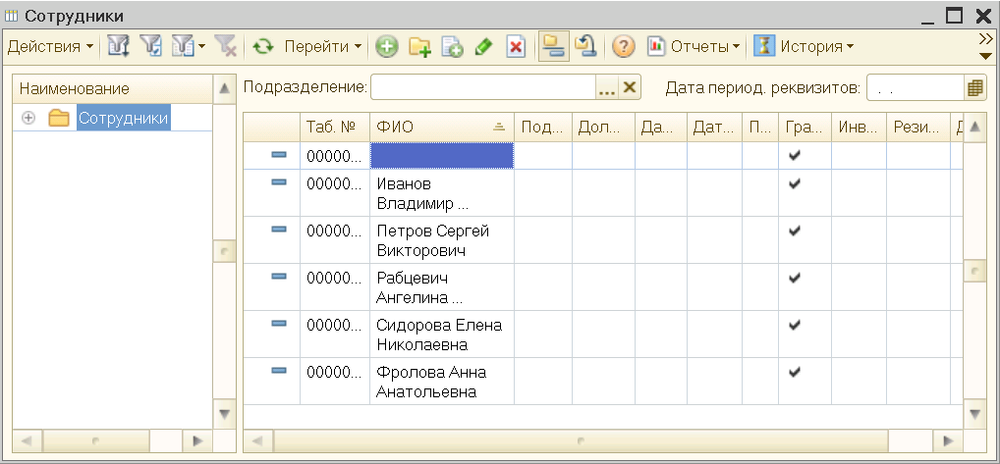 Сотрудники
Действия Перейти Отчеты История
Наименование
Сотрудники
Подразделение: ... Дата период. реквизитов: . .
Таб. № ФИО Под... Дол... Да... Дат... П... Гра... Инв... Рези... Д
00000...
00000... Иванов
Владимир ...
00000... Петров Сергей
Викторович
00000... Рабцевич
Ангелина ...
00000... Сидорова Елена
Николаевна
00000... Фролова Анна
Анатольевна